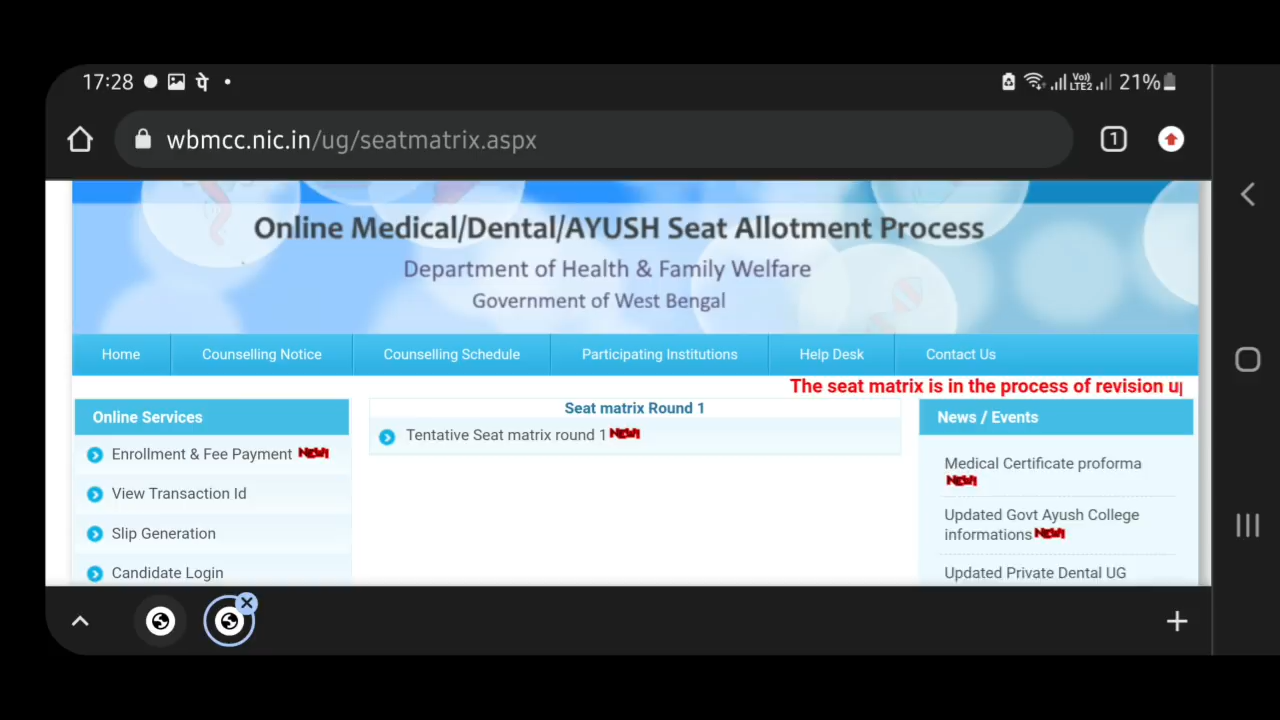 17:28
Vo)) LTE2
21%
wbmcc.nic.in/ug/seatmatrix.aspx
1
Online Medical/Dental/AYUSH Seat Allotment Process
Department of Health & Family Welfare
Government of West Bengal
Home Counselling Notice Counselling Schedule Participating Institutions Help Desk Contact Us
The seat matrix is in the process of revision
Online Services
Enrollment & Fee Payment NEW!
View Transaction Id
Slip Generation
Candidate Login
Seat matrix Round 1
Tentative Seat matrix round 1 NEW!
News / Events
Medical Certificate proforma
NEW!
Updated Govt Ayush College
informations NEW!
Updated Private Dental UG